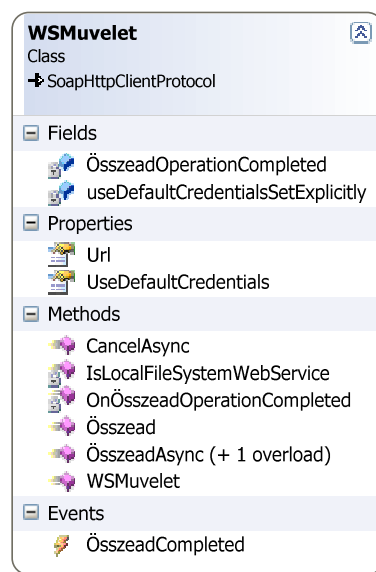 WSMuvelet
Class
SoapHttpClientProtocol
Fields
ÖsszeadOperationCompleted
useDefaultCredentialsSetExplicitly
Properties
Url
UseDefaultCredentials
Methods
CancelAsync
IsLocalFileSystemWebService
OnÖsszeadOperationCompleted
Összead
ÖsszeadAsync (+ 1 overload)
WSMuvelet
Events
ÖsszeadCompleted